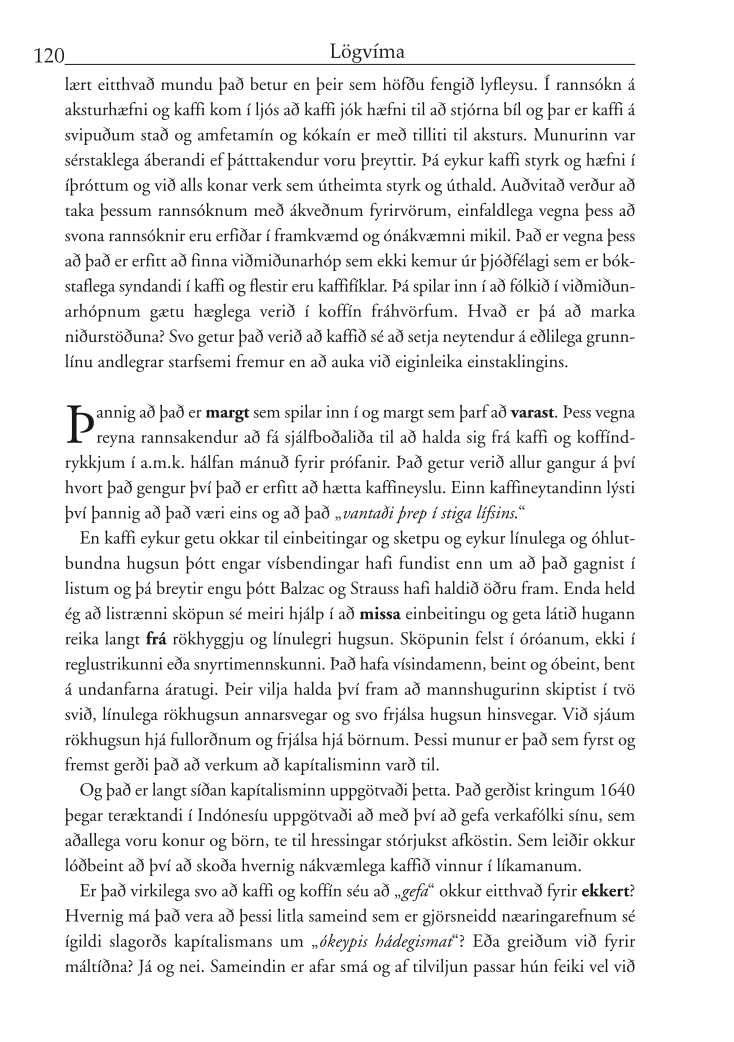 120 Lögvíma
lært eitthvað mundu það betur en þeir sem höfðu fengið lyfleysu. Í rannsókn á
aksturhæfni og kaffi kom í ljós að kaffi jók hæfni til að stjórna bíl og þar er kaffi á
svipuðum stað og amfetamín og kókaín er með tilliti til aksturs. Munurinn var
sérstaklega áberandi ef þátttakendur voru þreyttir. Þá eykur kaffi styrk og hæfni í
íþróttum og við alls konar verk sem útheimta styrk og úthald. Auðvitað verður að
taka þessum rannsóknum með ákveðnum fyrirvörum, einfaldlega vegna þess að
svona rannsóknir eru erfiðar í framkvæmd og ónákvæmni mikil. Það er vegna þess
að það er erfitt að finna viðmiðunarhóp sem ekki kemur úr þjóðfélagi sem er bók-
staflega syndandi í kaffi og flestir eru kaffifíklar. Þá spilar inn í að fólkið í viðmiðun-
arhópnum gætu hæglega verið í koffín fráhvörfum. Hvað er þá að marka
niðurstöðuna? Svo getur það verið að kaffið sé að setja neytendur á eðlilega grunn-
línu andlegrar starfsemi fremur en að auka við eiginleika einstaklingins.
Þannig að það er margt sem spilar inn í og margt sem þarf að varast. Þess vegna
reyna rannsakendur að fá sjálfboðaliða til að halda sig frá kaffi og koffínd-
rykkjum í a.m.k. hálfan mánuð fyrir prófanir. Það getur verið allur gangur á því
hvort það gengur því það er erfitt að hætta kaffineyslu. Einn kaffineytandinn lýsti
því þannig að það væri eins og að það „vantaði þrep í stiga lífsins.“
En kaffi eykur getu okkar til einbeitingar og sketpu og eykur línulega og óhlut-
bundna hugsun þótt engar vísbendingar hafi fundist enn um að það gagnist í
listum og þá breytir engu þótt Balzac og Strauss hafi haldið öðru fram. Enda held
ég að listrænni sköpun sé meiri hjálp í að missa einbeitingu og geta látið hugann
reika langt frá rökhyggju og línulegri hugsun. Sköpunin felst í óróanum, ekki í
reglustrikunni eða snyrtimennskunni. Það hafa vísindamenn, beint og óbeint, bent
á undanfarna áratugi. Þeir vilja halda því fram að mannshugurinn skiptist í tvö
svið, línulega rökhugsun annarsvegar og svo frjálsa hugsun hinsvegar. Við sjáum
rökhugsun hjá fullorðnum og frjálsa hjá börnum. Þessi munur er það sem fyrst og
fremst gerði það að verkum að kapítalisminn varð til.
Og það er langt síðan kapítalisminn uppgötvaði þetta. Það gerðist kringum 1640
þegar teræktandi í Indónesíu uppgötvaði að með því að gefa verkafólki sínu, sem
aðallega voru konur og börn, te til hressingar stórjukst afköstin. Sem leiðir okkur
lóðbeint að því að skoða hvernig nákvæmlega kaffið vinnur í líkamanum.
Er það virkilega svo að kaffi og koffín séu að „gefa“ okkur eitthvað fyrir ekkert?
Hvernig má það vera að þessi litla sameind sem er gjörsneidd næaringarefnum sé
ígildi slagorðs kapítalismans um „ókeypis hádegismat“? Eða greiðum við fyrir
máltíðna? Já og nei. Sameindin er afar smá og af tilviljun passar hún feiki vel við